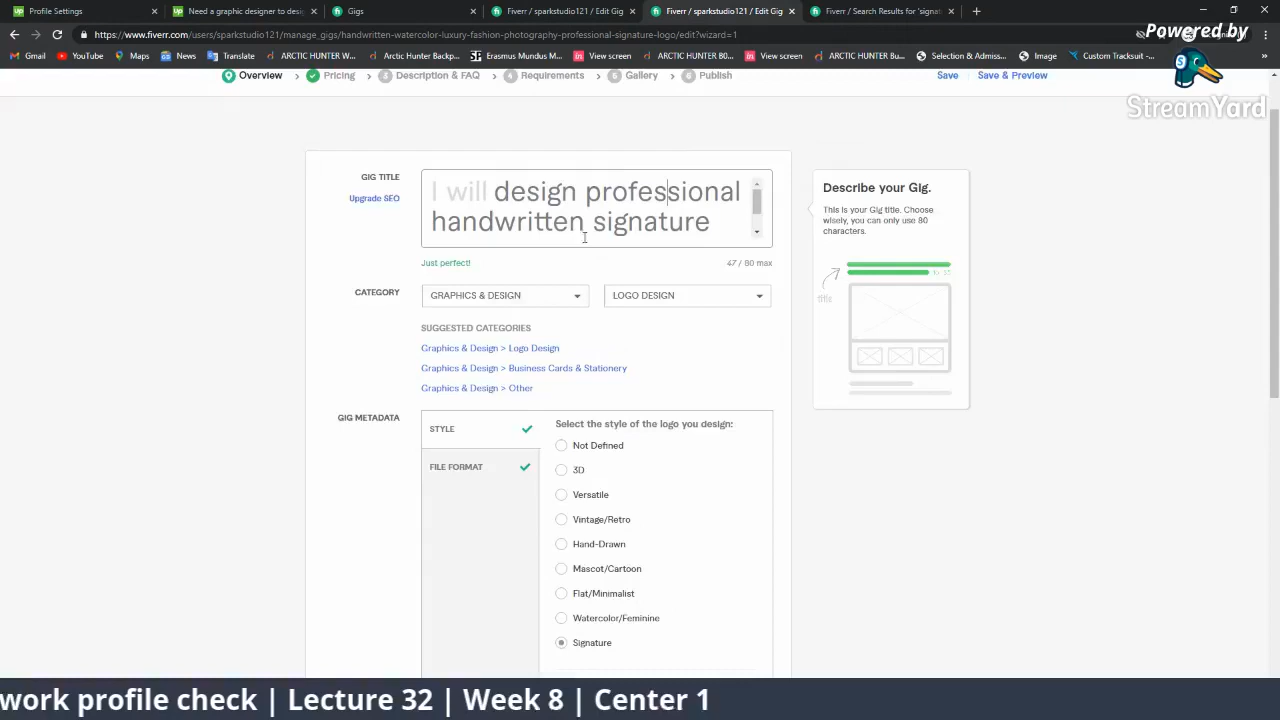 Profile Settings
Need a graphic designer to desi
Gigs
Fiverr / sparkstudio121 / Edit Gig
Fiverr / sparkstudio121 / Edit Gig
Fiverr / Search Results for 'signat
https://www.fiverr.com/users/sparkstudio121/manage_gigs/handwritten-watercolor-luxury-fashion-photography-professional-signature-logo/edit?wizard=1
Powered by
Gmail
YouTube
Maps
News
Translate
ARCTIC HUNTER W...
Arctic Hunter Backp...
Erasmus Mundus M...
View screen
ARCTIC HUNTER 80...
View screen
ARCTIC HUNTER Bu...
Selection & Admiss...
Image
Custom Tracksuit -...
StreamYard
Overview
Pricing
3 Description & FAQ
4 Requirements
5 Gallery
6 Publish
Save
Save & Preview
GIG TITLE
Upgrade SEO
I will design professional
handwritten signature
Just perfect!
47 / 80 max
Describe your Gig.
This is your Gig title. Choose
wisely, you can only use 80
characters.
title
CATEGORY
GRAPHICS & DESIGN
LOGO DESIGN
SUGGESTED CATEGORIES
Graphics & Design > Logo Design
Graphics & Design > Business Cards & Stationery
Graphics & Design > Other
GIG METADATA
STYLE
FILE FORMAT
Select the style of the logo you design:
Not Defined
3D
Versatile
Vintage/Retro
Hand-Drawn
Mascot/Cartoon
Flat/Minimalist
Watercolor/Feminine
Signature
work profile check | Lecture 32 | Week 8 | Center 1